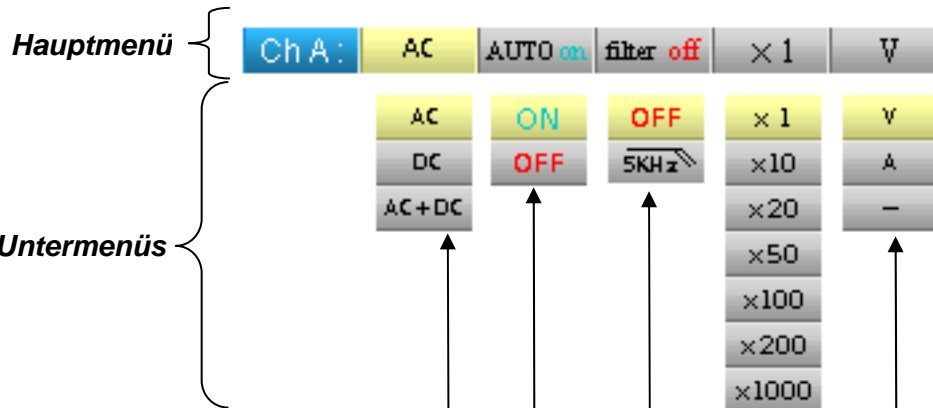 Hauptmenü
Ch A: AC AUTO on filter off ×1 V
Untermenüs
AC ON OFF ×1 V
DC OFF 5KHz ×10 A
AC+DC ×20 –
×50
×100
×200
×1000